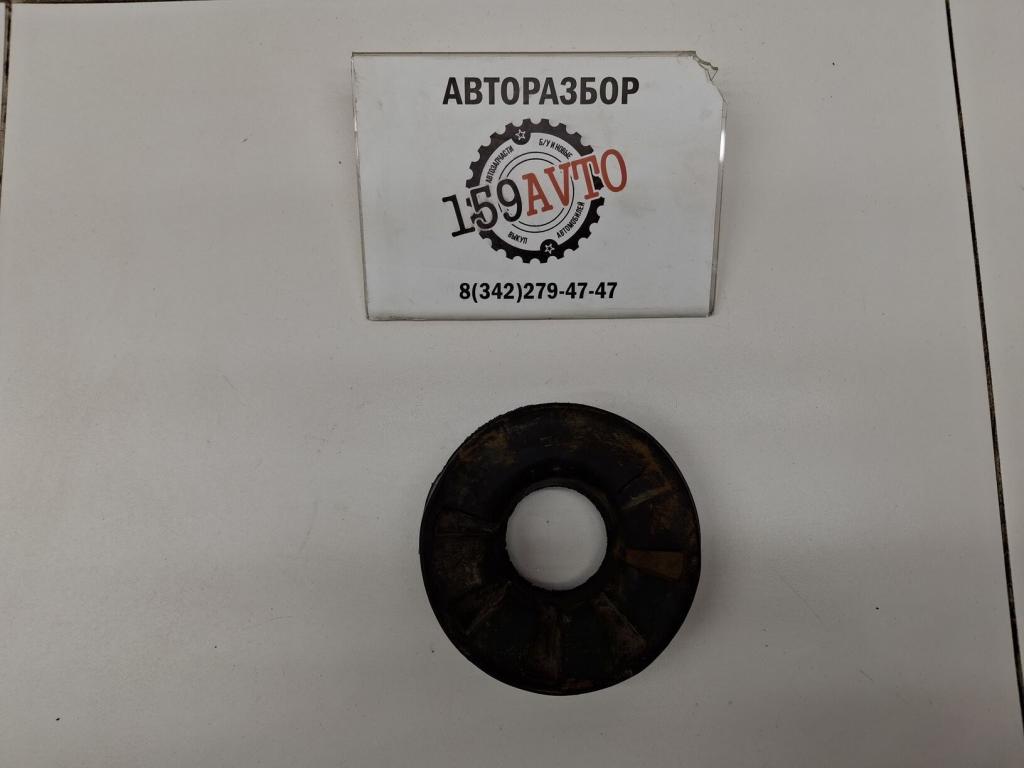 АВТОРАЗБОР
АВТОЗАПЧАСТИ
Б/У И НОВЫЕ
159AVTO
ВЫКУП
АВТОМОБИЛЕЙ
8(342)279-47-47